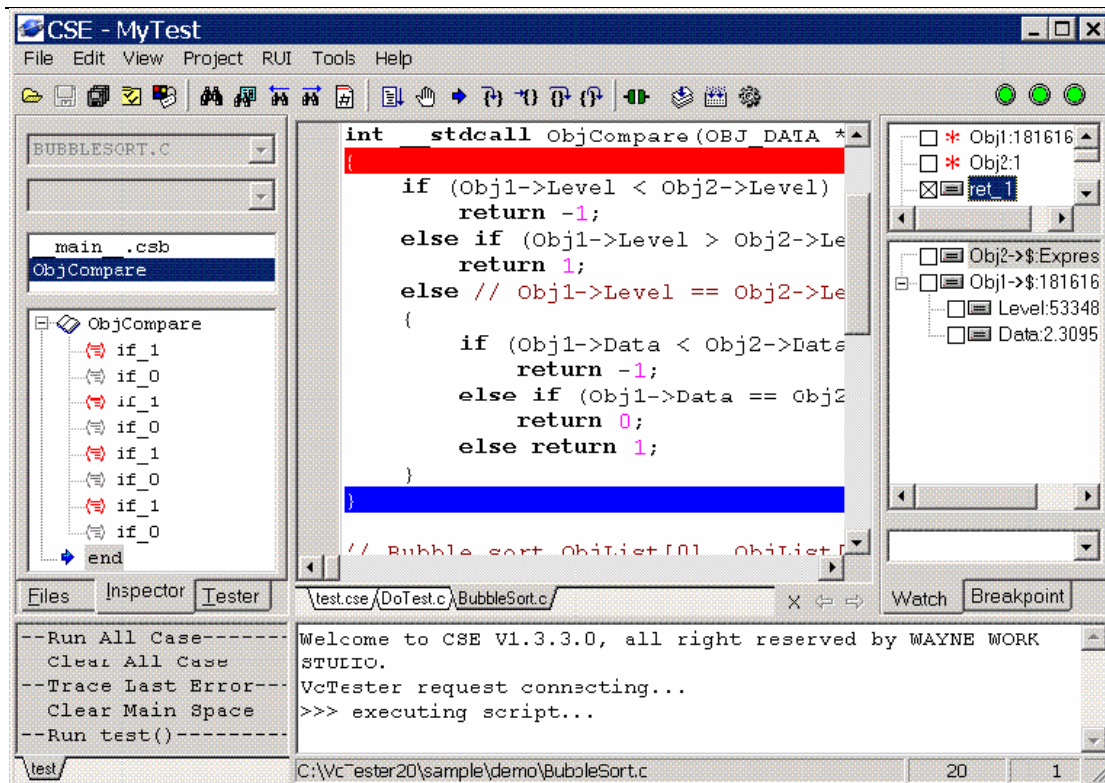 CSE - MyTest
File Edit View Project RUI Tools Help
BUBBLESORT.C
__main__.csb
ObjCompare
ObjCompare
if_1
if_0
if_1
if_0
if_1
if_0
if_1
if_0
end
Files Inspector Tester
int __stdcall ObjCompare(OBJ_DATA *
{
if (Obj1->Level < Obj2->Level)
return -1;
else if (Obj1->Level > Obj2->Le
return 1;
else // Obj1->Level == Obj2->Le
{
if (Obj1->Data < Obj2->Data
return -1;
else if (Obj1->Data == Obj2
return 0;
else return 1;
}
}
// Bubble sort ObjList[0] ObjList[
test.cse DoTest.c BubbleSort.c
Obj1:181616
Obj2:1
ret_1
Obj2->$:Expres
Obj1->$:181616
Level:53348
Data:2.3095
Watch Breakpoint
--Run All Case-------
Clear All Case
--Trace Last Error---
Clear Main Space
--Run test()---------
test
Welcome to CSE V1.3.3.0, all right reserved by WAYNE WORK
STUDIO.
VcTester request connecting...
>>> executing script...
C:\VcTester20\sample\demo\BubbleSort.c
20
1